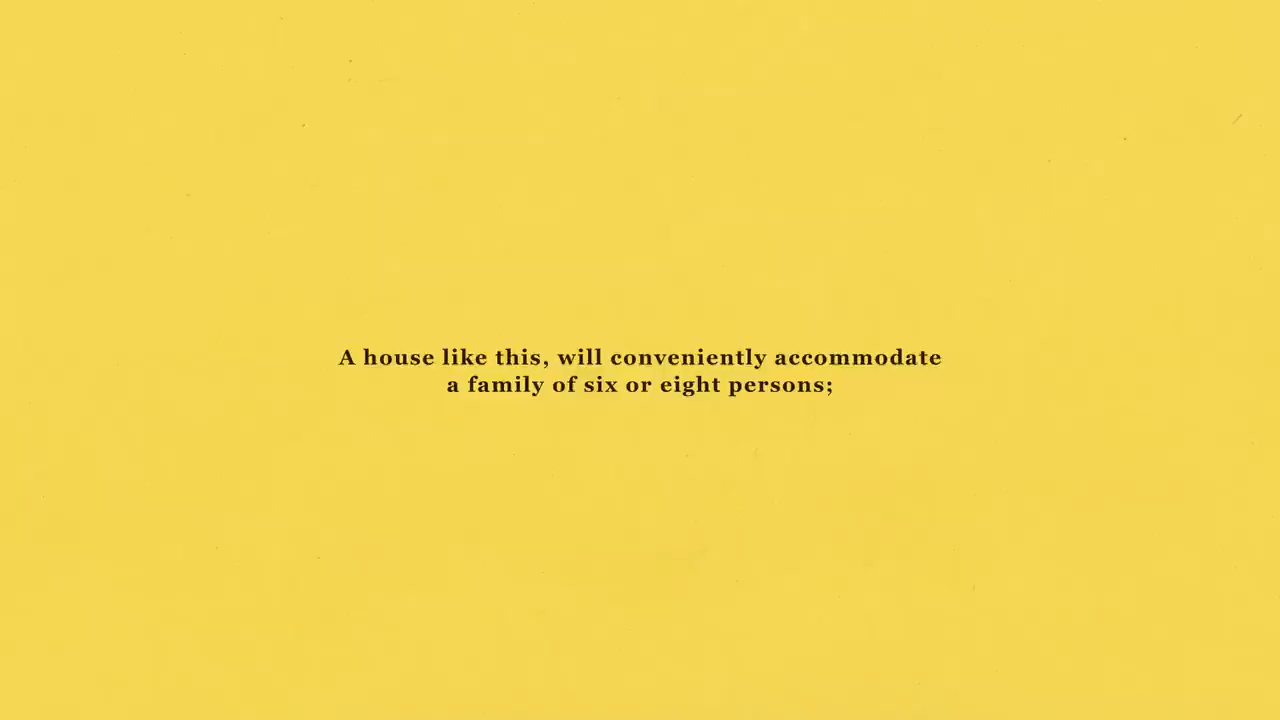 A house like this, will conveniently accommodate
a family of six or eight persons;